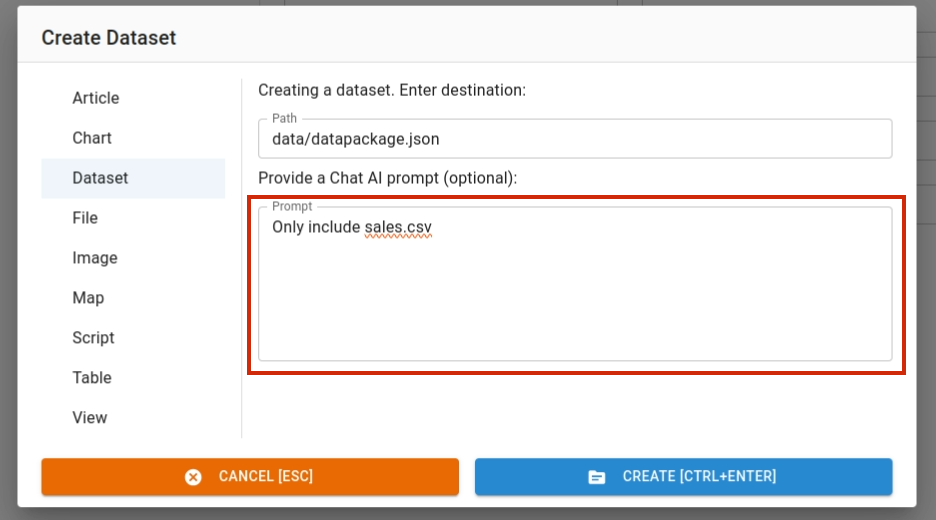 Create Dataset
Article
Chart
Dataset
File
Image
Map
Script
Table
View
Creating a dataset. Enter destination:
Path
data/datapackage.json
Provide a Chat AI prompt (optional):
Prompt
Only include sales.csv
CANCEL [ESC]
CREATE [CTRL+ENTER]